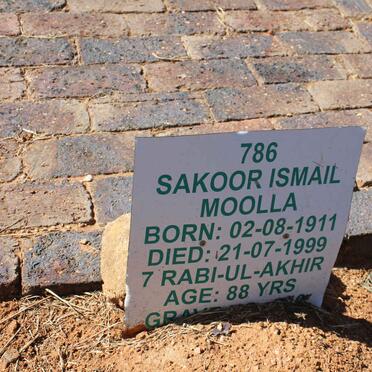 786
SAKOOR ISMAIL
MOOLLA
BORN: 02-08-1911
DIED: 21-07-1999
7 RABI-UL-AKHIR
AGE: 88 YRS